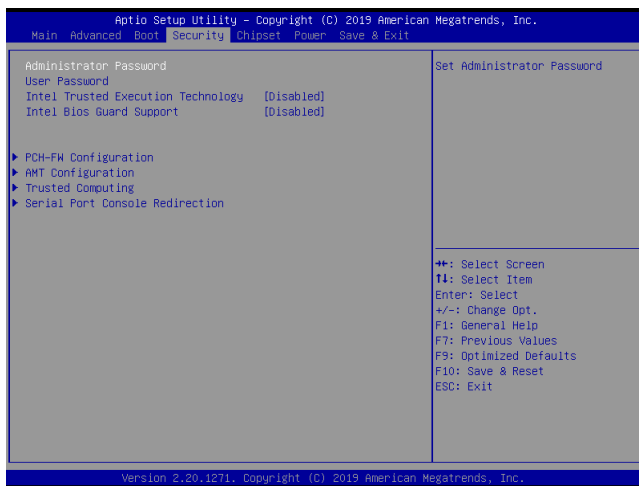 Aptio Setup Utility – Copyright (C) 2019 American Megatrends, Inc.
Main Advanced Boot Security Chipset Power Save & Exit
Administrator Password
User Password
Intel Trusted Execution Technology [Disabled]
Intel Bios Guard Support [Disabled]
PCH-FW Configuration
AMT Configuration
Trusted Computing
Serial Port Console Redirection
Set Administrator Password
→←: Select Screen
↑↓: Select Item
Enter: Select
+/-: Change Opt.
F1: General Help
F7: Previous Values
F9: Optimized Defaults
F10: Save & Reset
ESC: Exit
Version 2.20.1271. Copyright (C) 2019 American Megatrends, Inc.